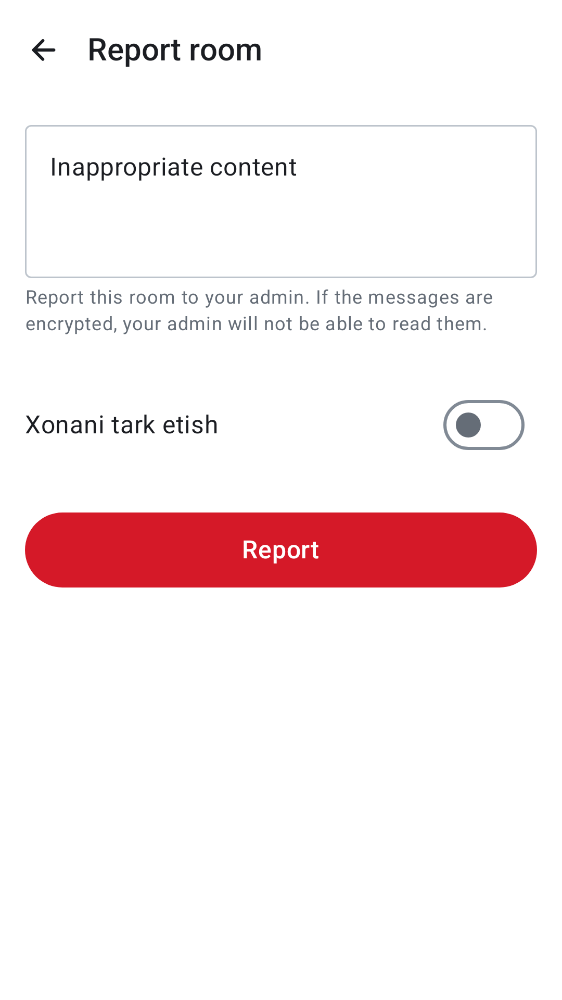 Report room
Inappropriate content
Report this room to your admin. If the messages are
encrypted, your admin will not be able to read them.
Xonani tark etish
Report